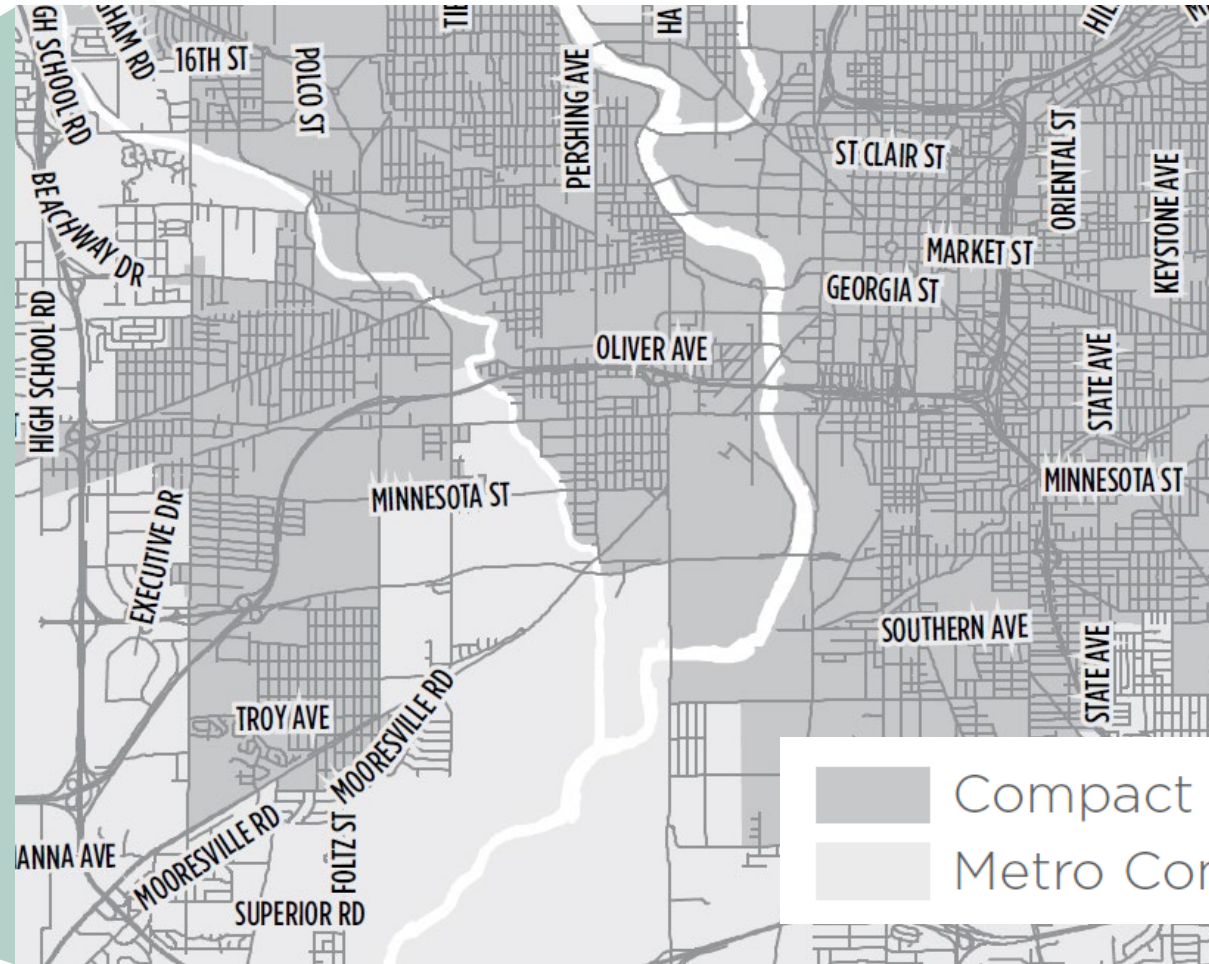 16TH ST
POLCO ST
PERSHING AVE
ST CLAIR ST
ORIENTAL ST
KEYSTONE AVE
SCHOOL RD
BEACHWAY DR
MARKET ST
GEORGIA ST
HIGH SCHOOL RD
OLIVER AVE
STATE AVE
MINNESOTA ST
MINNESOTA ST
EXECUTIVE DR
SOUTHERN AVE
STATE AVE
TROY AVE
MOORESVILLE RD
MOORESVILLE RD
FOLTZ ST
SUPERIOR RD
AVE
Compact
Metro